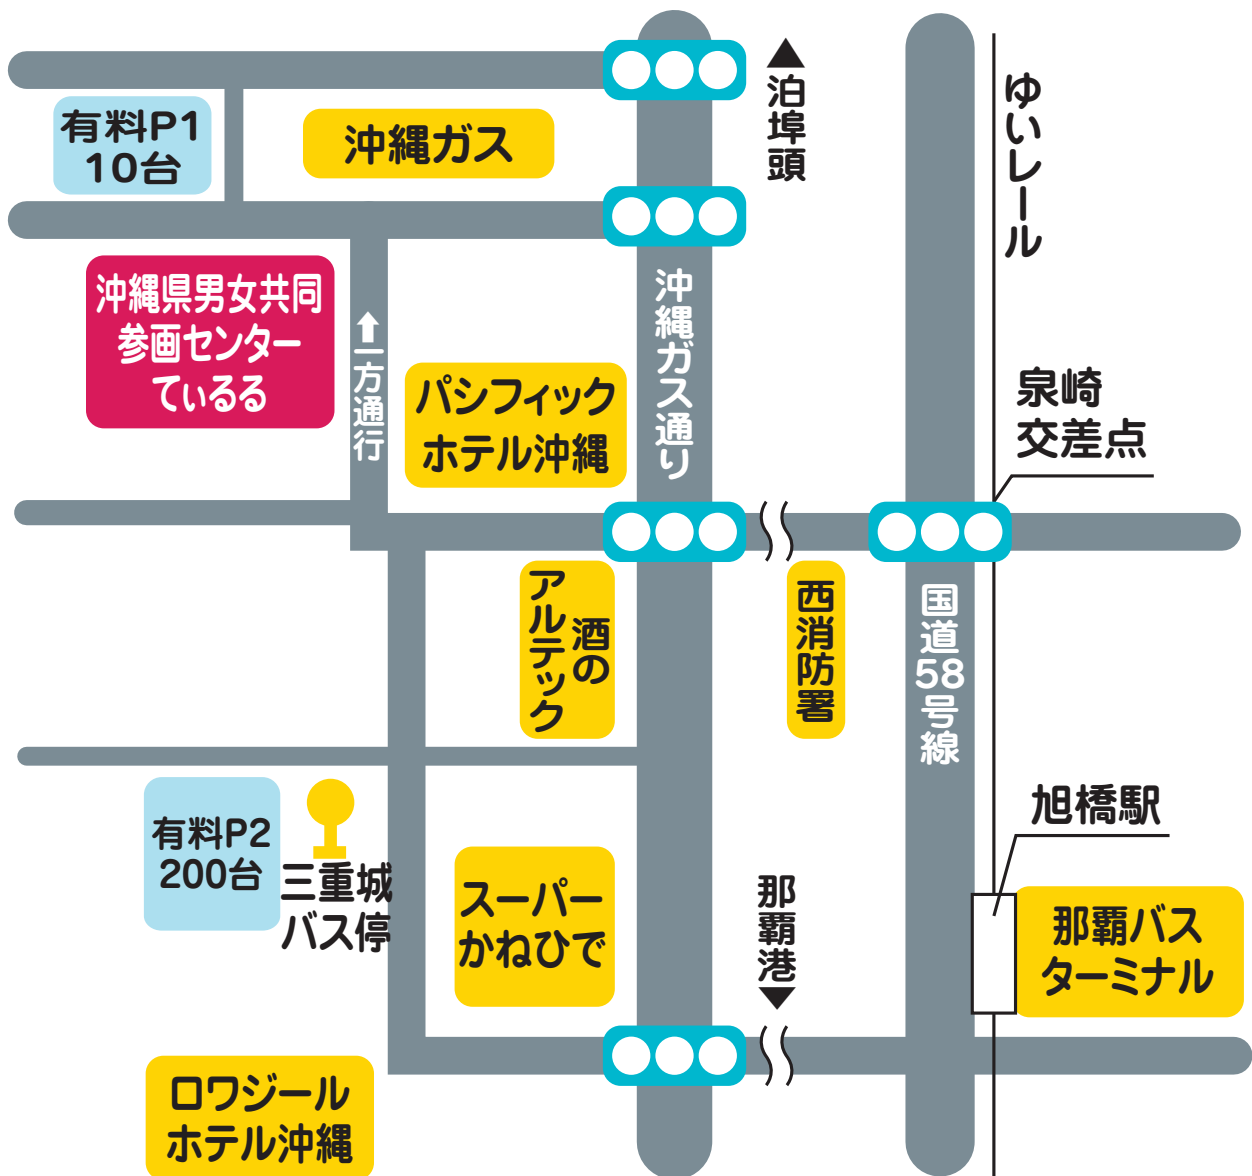 ▲泊埠頭
ゆいレール
有料P1
10台
沖縄ガス
沖縄県男女共同
参画センター
ているる
↑一方通行
パシフィック
ホテル沖縄
沖縄ガス通り
泉崎
交差点
酒の
アルテック
西消防署
国道58号線
有料P2
200台
三重城
バス停
スーパー
かねひで
那覇港▼
旭橋駅
那覇バス
ターミナル
ロワジール
ホテル沖縄